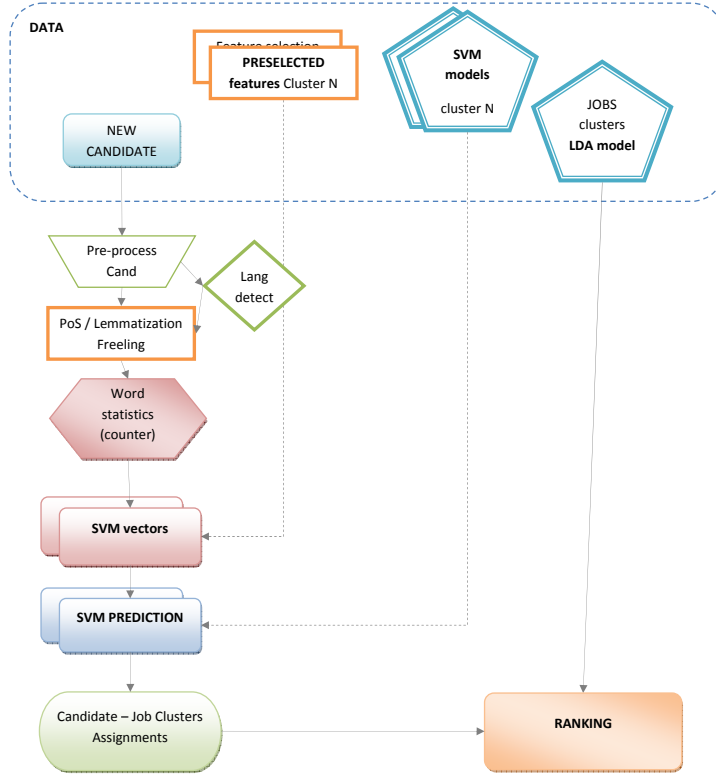 DATA
Feature selection
PRESELECTED
features Cluster N
SVM
models
cluster N
JOBS
clusters
LDA model
NEW
CANDIDATE
Pre-process
Cand
Lang
detect
PoS / Lemmatization
Freeling
Word
statistics
(counter)
SVM vectors
SVM PREDICTION
Candidate – Job Clusters
Assignments
RANKING